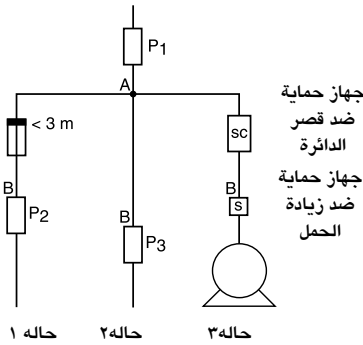 P1
A
< 3 m
B
P2
B
P3
sc
B
s
جهاز حماية
ضد قصر
الدائرة
جهاز حماية
ضد زيادة
الحمل
حاله ١
حاله٢
حاله٣